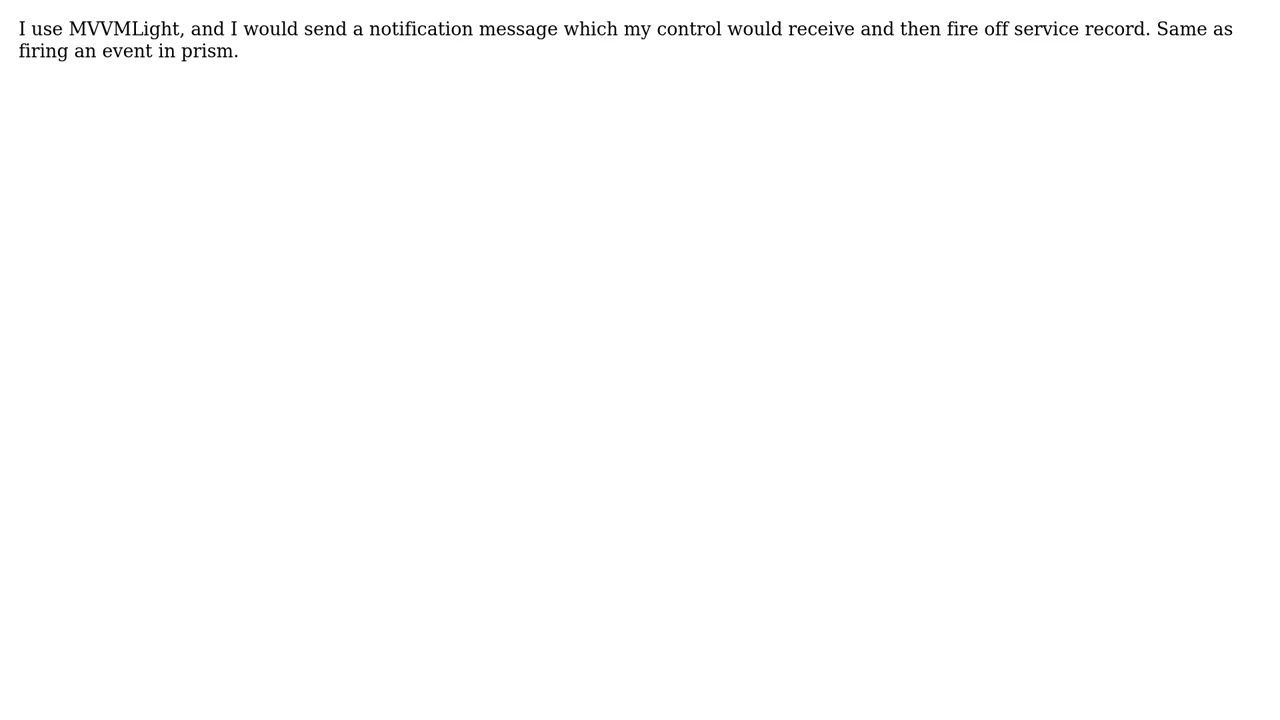 I use MVVMLight, and I would send a notification message which my control would receive and then fire off service record. Same as
firing an event in prism.